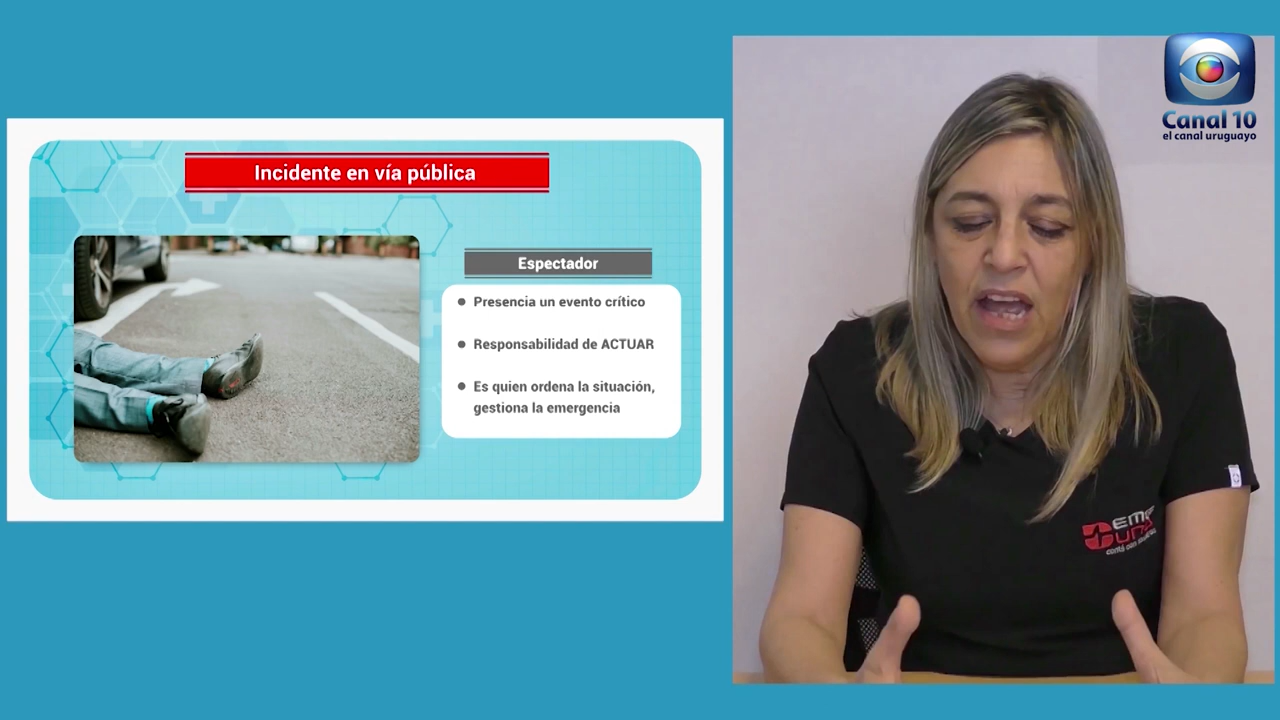 Incidente en vía pública
Espectador
Presencia un evento crítico
Responsabilidad de ACTUAR
Es quien ordena la situación,
gestiona la emergencia
Canal 10
el canal uruguayo